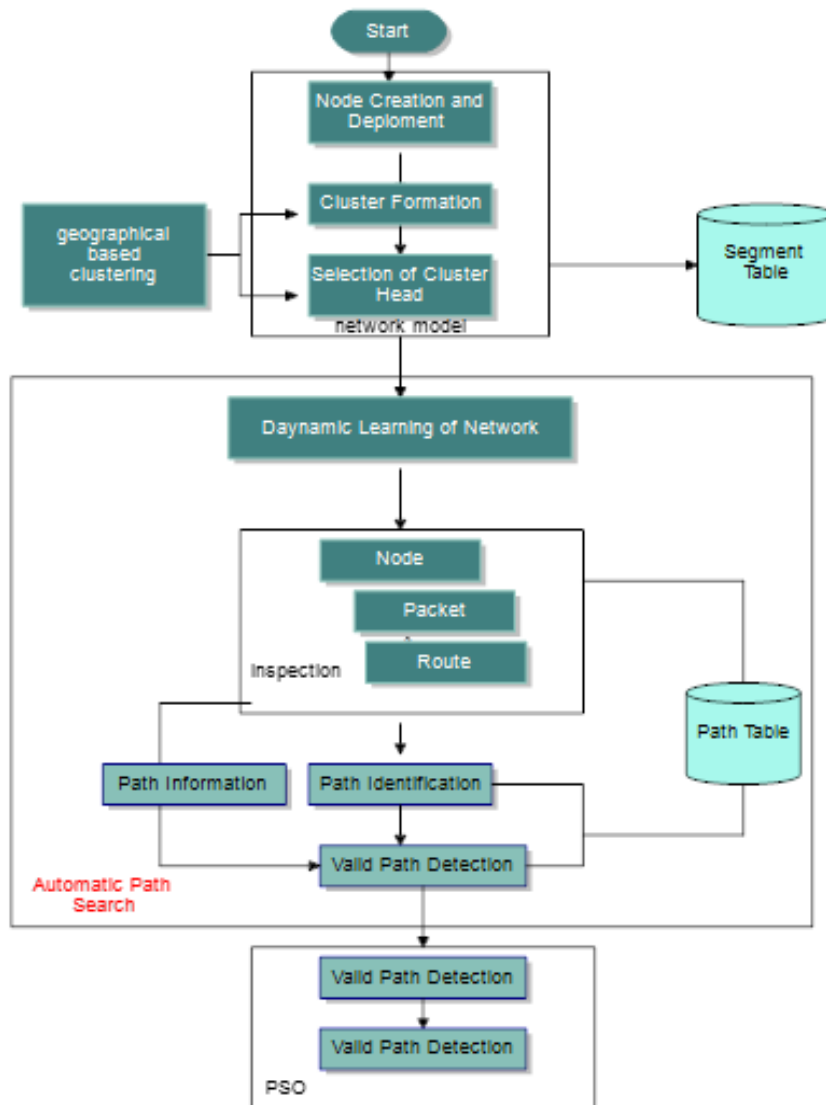 Start
Node Creation and
Deploment
Cluster Formation
geographical
based
clustering
Selection of Cluster
Head
network model
Segment
Table
Daynamic Learning of Network
Node
Packet
Route
Inspection
Path Table
Path Information
Path Identification
Valid Path Detection
Automatic Path
Search
Valid Path Detection
Valid Path Detection
PSO